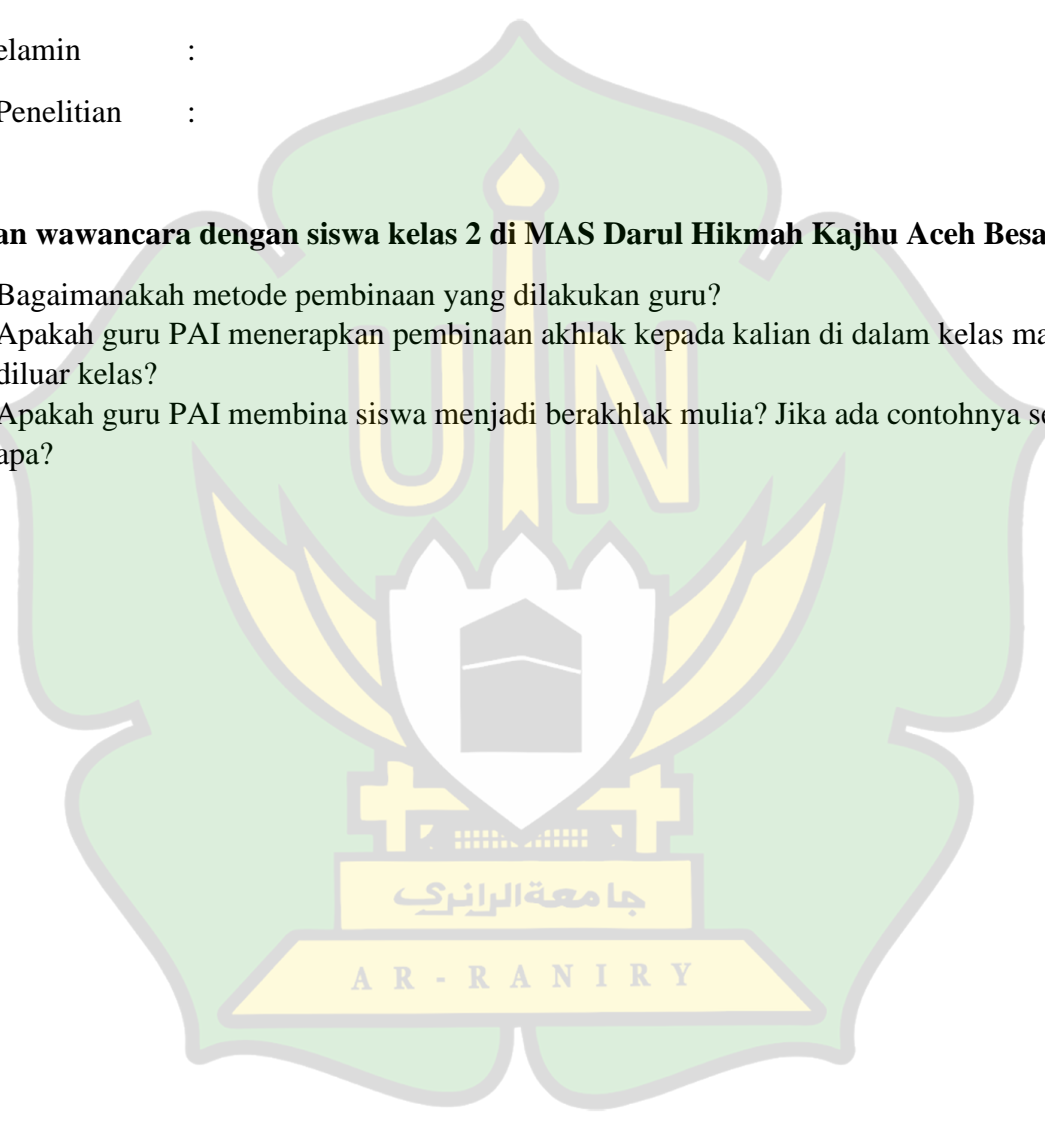 elamin :
Penelitian :
an wawancara dengan siswa kelas 2 di MAS Darul Hikmah Kajhu Aceh Besa
Bagaimanakah metode pembinaan yang dilakukan guru?
Apakah guru PAI menerapkan pembinaan akhlak kepada kalian di dalam kelas ma
diluar kelas?
Apakah guru PAI membina siswa menjadi berakhlak mulia? Jika ada contohnya se
apa?
UIN
جامعة الرانري
AR-RANIRY